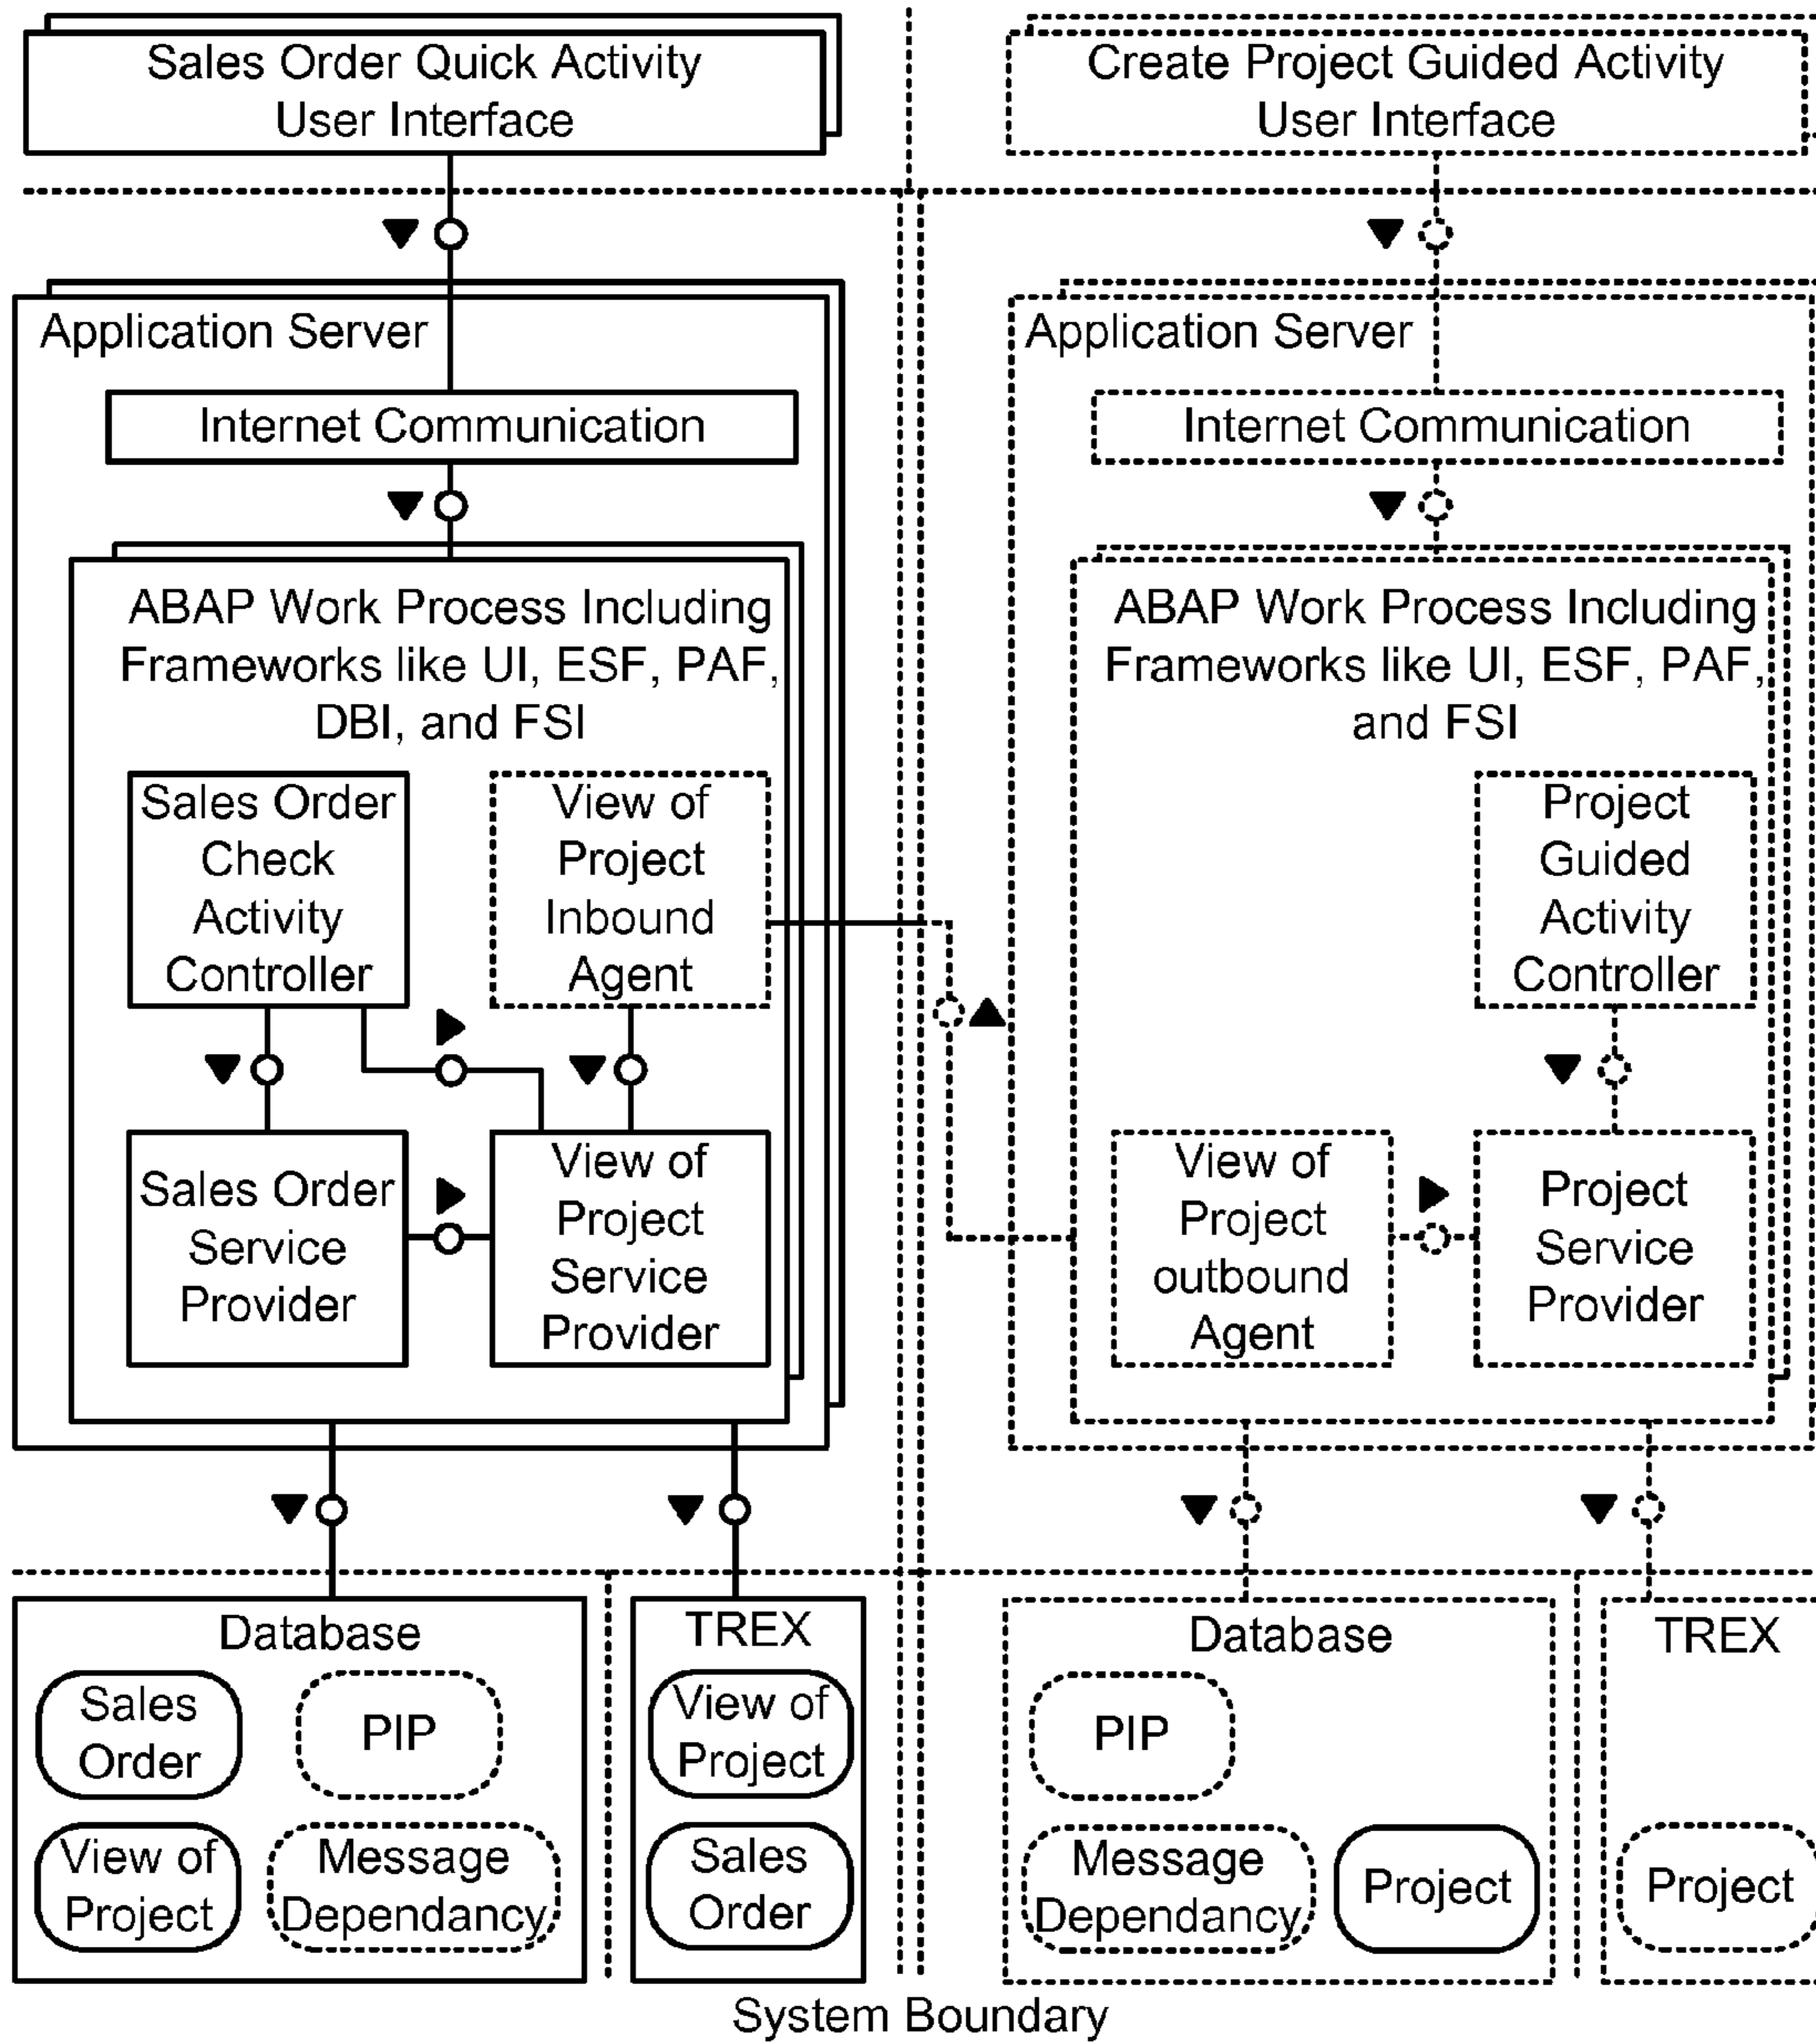 Sales Order Quick Activity
User Interface
Create Project Guided Activity
User Interface
Application Server
Internet Communication
ABAP Work Process Including
Frameworks like UI, ESF, PAF,
DBI, and FSI
Sales Order
Check
Activity
Controller
View of
Project
Inbound
Agent
Sales Order
Service
Provider
View of
Project
Service
Provider
Application Server
Internet Communication
ABAP Work Process Including
Frameworks like UI, ESF, PAF,
and FSI
Project
Guided
Activity
Controller
View of
Project
outbound
Agent
Project
Service
Provider
Database
Sales
Order
PIP
View of
Project
Message
Dependancy
TREX
View of
Project
Sales
Order
Database
PIP
Message
Dependancy
Project
TREX
Project
System Boundary